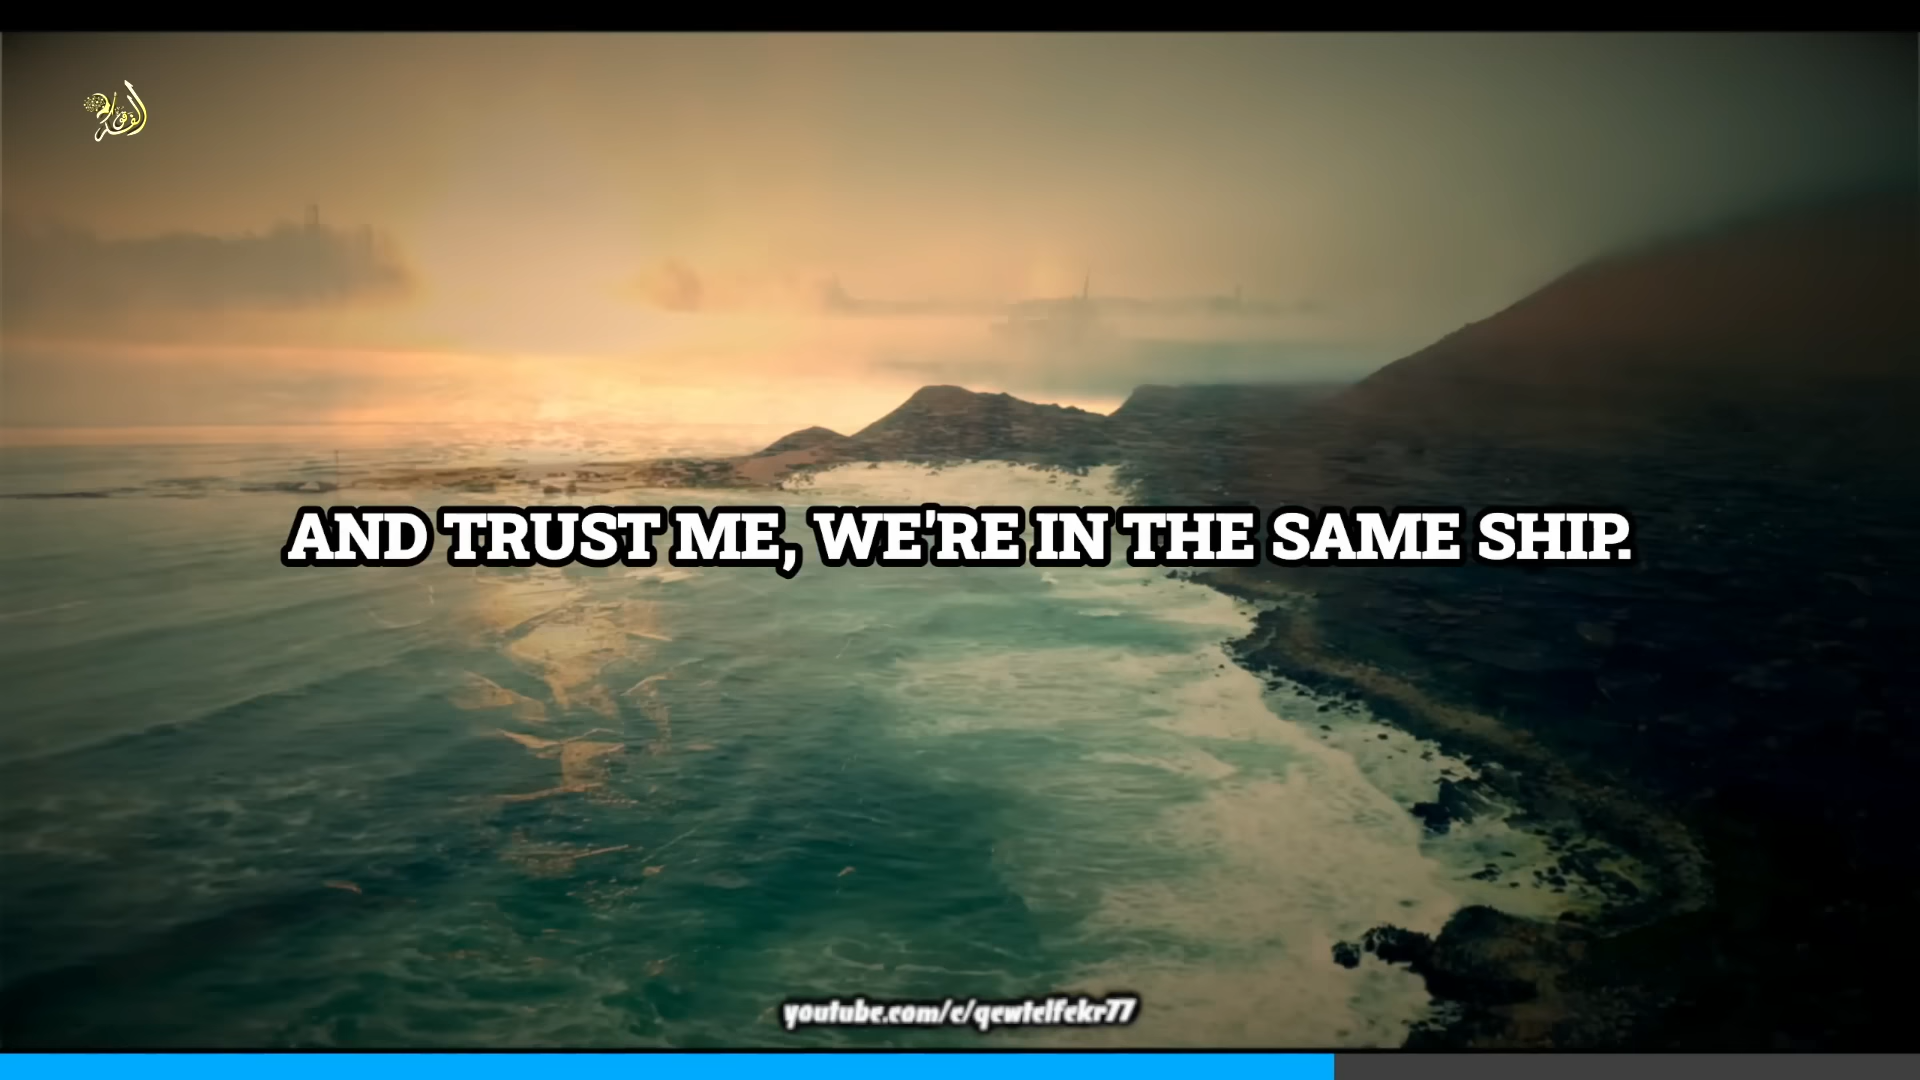 AND TRUST ME, WE'RE IN THE SAME SHIP.
youtube.com/c/qewtelfekr77